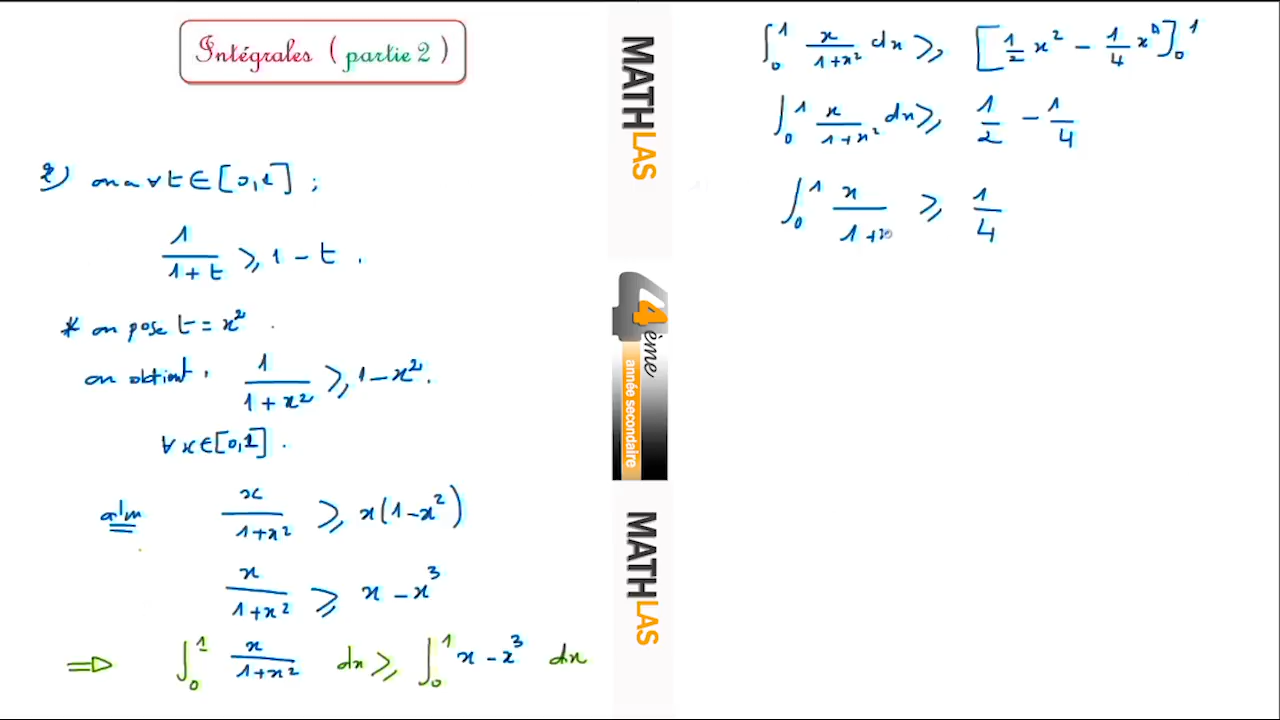 Intégrales ( partie 2 )
2) on a ∀ t ∈ [0,1] ;
1/(1+t) ≥ 1 - t .
* on pose t = x² .
on obtient , 1/(1+x²) ≥ 1 - x² .
∀ x ∈ [0,1] .
alors x/(1+x²) ≥ x(1-x²)
x/(1+x²) ≥ x - x³
⇒ ∫₀¹ x/(1+x²) dx ≥ ∫₀¹ x - x³ dx
MATHLAS
4ème
année secondaire
MATHLAS
∫₀¹ x/(1+x²) dx ≥ [1/2 x² - 1/4 x⁴]₀¹
∫₀¹ x/(1+x²) dx ≥ 1/2 - 1/4
∫₀¹ x/(1+x ≥ 1/4